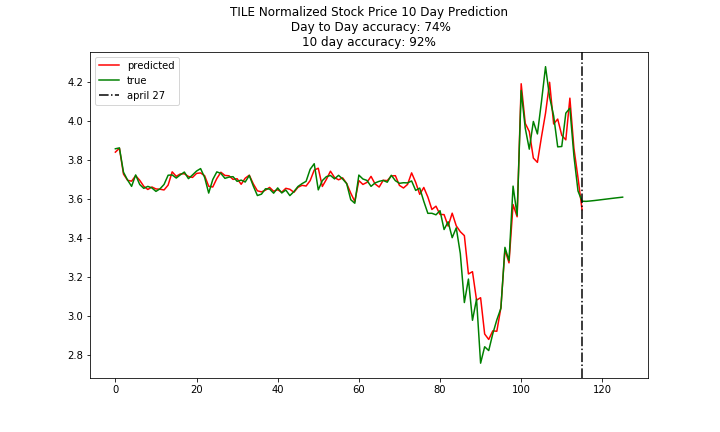 TILE Normalized Stock Price 10 Day Prediction
Day to Day accuracy: 74%
10 day accuracy: 92%
predicted
true
april 27
4.2
4.0
3.8
3.6
3.4
3.2
3.0
2.8
0 20 40 60 80 100 120